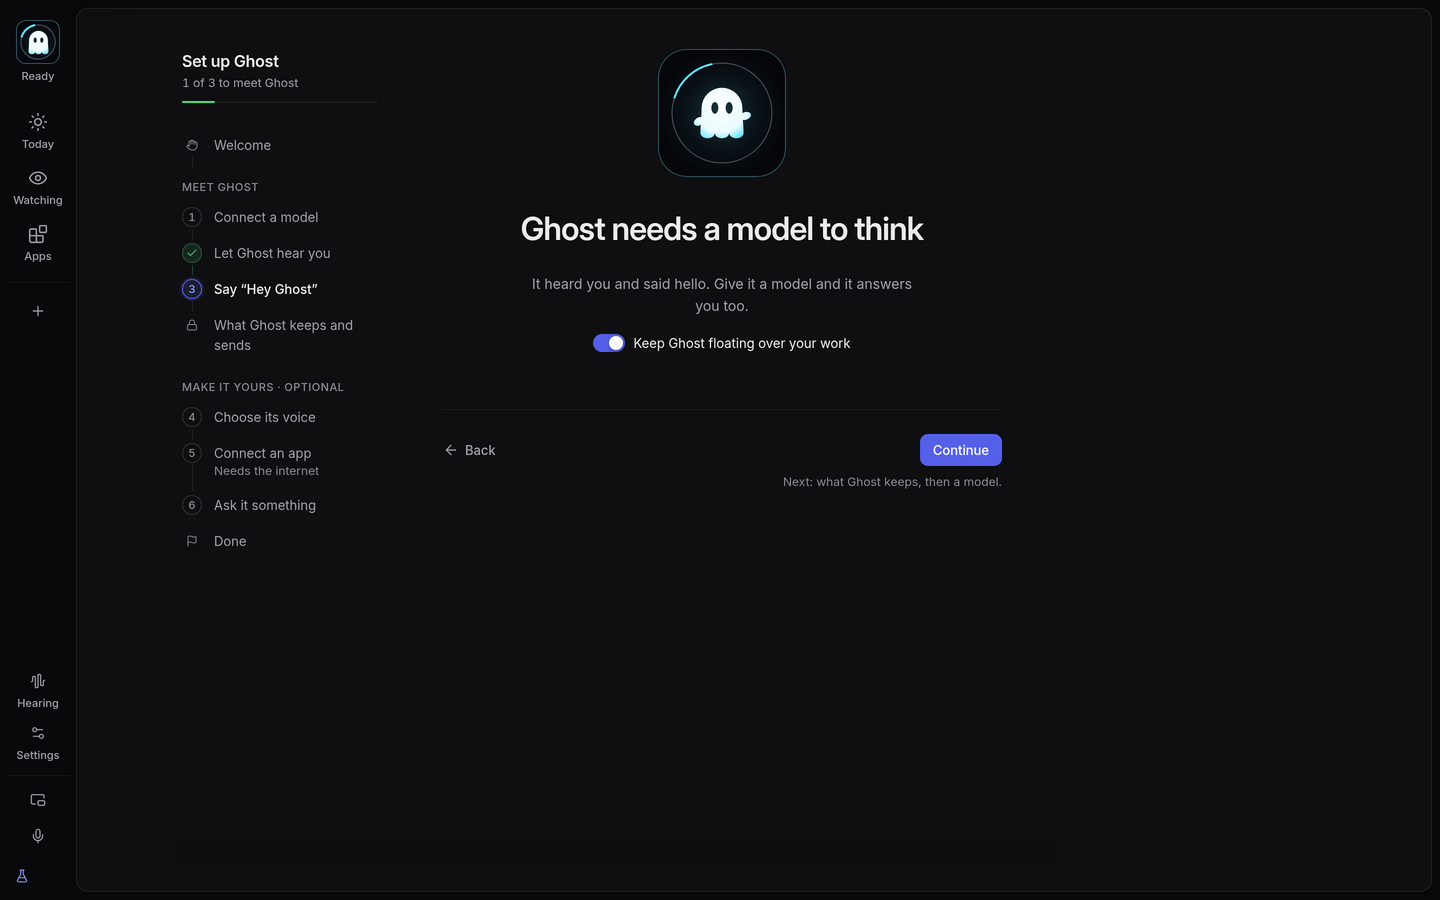 Ready
Today
Watching
Apps
Hearing
Settings
Set up Ghost
1 of 3 to meet Ghost
Welcome
MEET GHOST
1 Connect a model
Let Ghost hear you
3 Say “Hey Ghost”
What Ghost keeps and
sends
MAKE IT YOURS · OPTIONAL
4 Choose its voice
5 Connect an app
Needs the internet
6 Ask it something
Done
Ghost needs a model to think
It heard you and said hello. Give it a model and it answers
you too.
Keep Ghost floating over your work
Back
Continue
Next: what Ghost keeps, then a model.